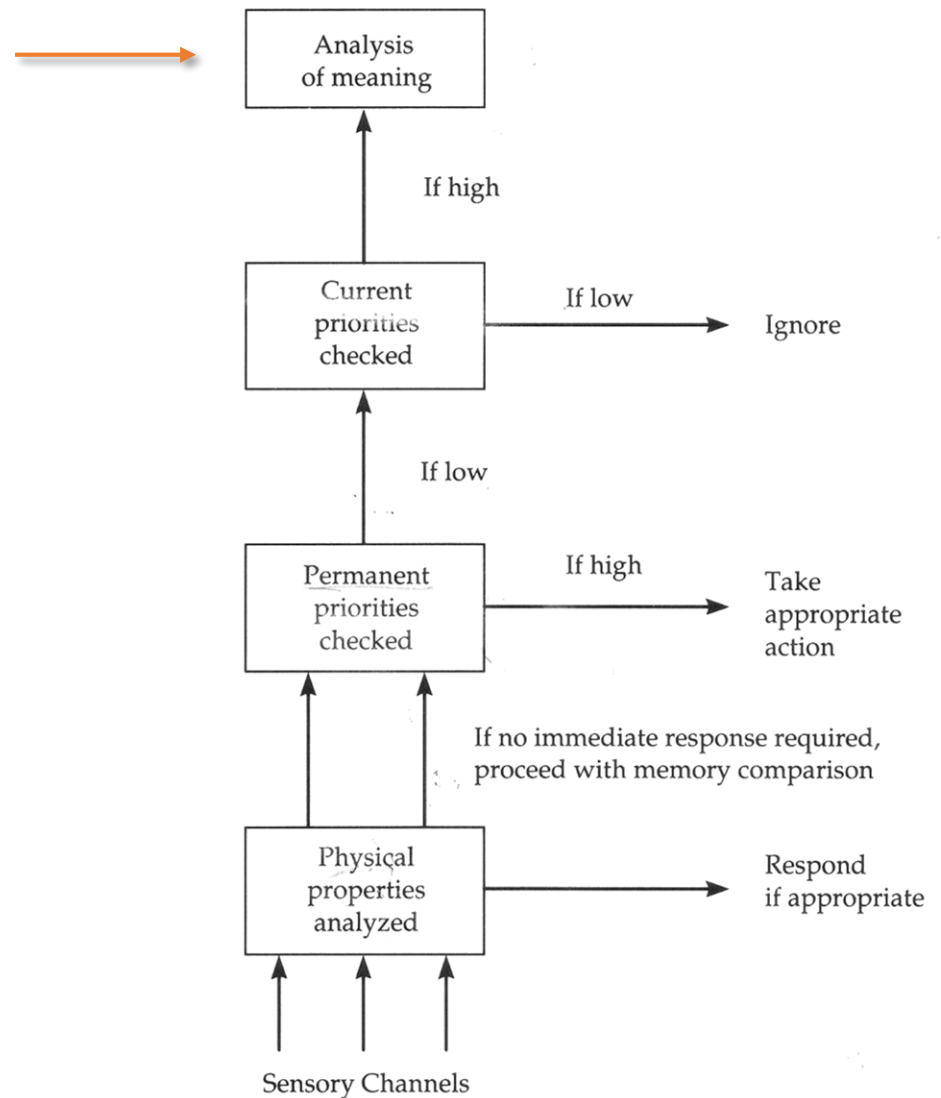 Analysis
of meaning
If high
Current
priorities
checked
If low
Ignore
If low
Permanent
priorities
checked
If high
Take
appropriate
action
If no immediate response required,
proceed with memory comparison
Physical
properties
analyzed
Respond
if appropriate
Sensory Channels